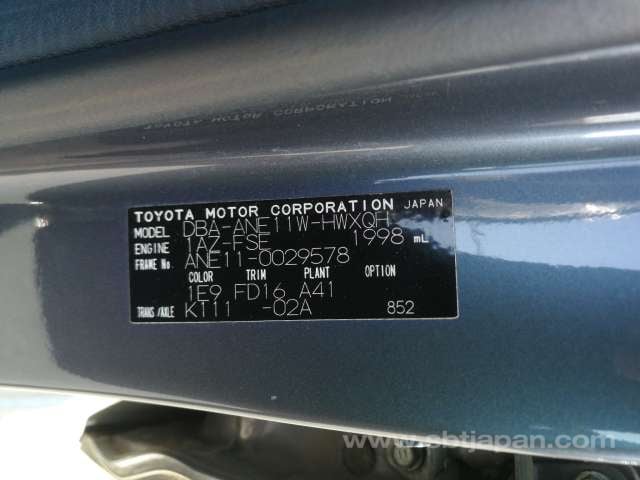 TOYOTA MOTOR CORPORATION JAPAN
MODEL DBA-ANE11W-HWXQH
ENGINE 1AZ-FSE 1998 mL
FRAME No ANE11-0029578
COLOR TRIM PLANT OPTION
1E9 FD16 A41
TRANS/AXLE K111 -02A 852
www.sbtjapan.com